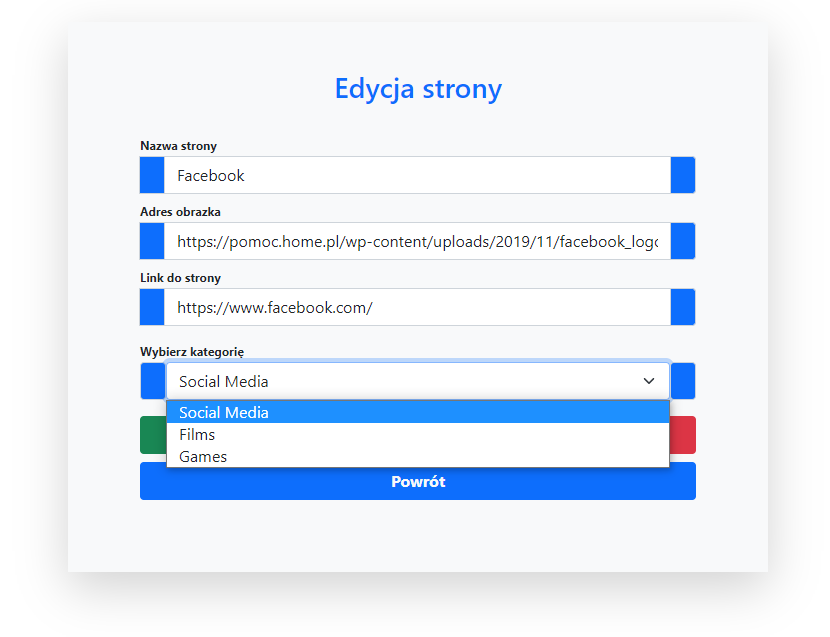 Edycja strony
Nazwa strony
Facebook
Adres obrazka
https://pomoc.home.pl/wp-content/uploads/2019/11/facebook_logo
Link do strony
https://www.facebook.com/
Wybierz kategorię
Social Media
Social Media
Films
Games
Powrót